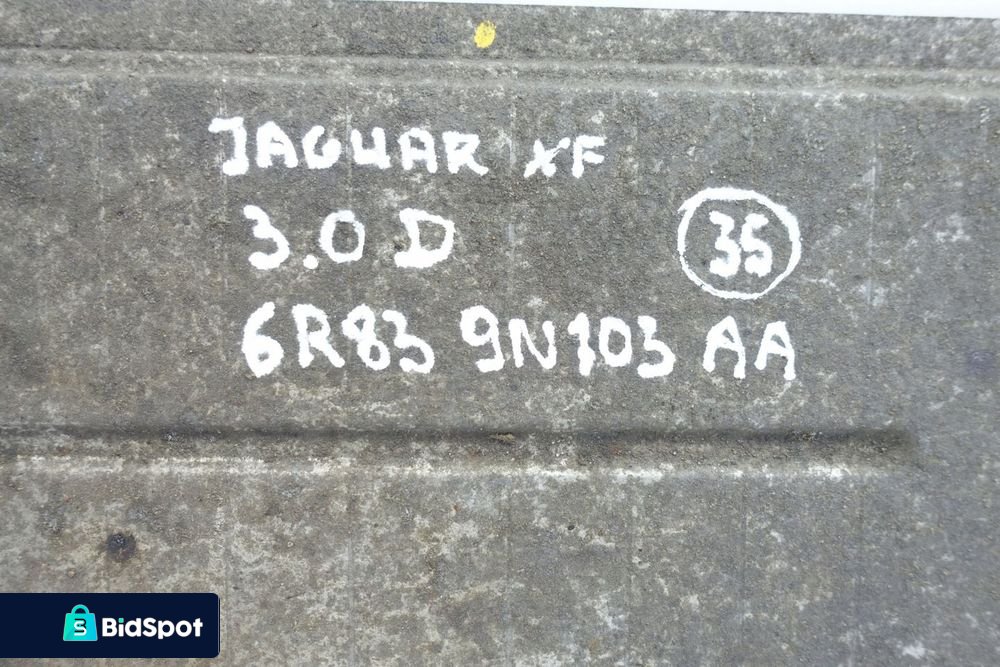 JAGUAR XF
3.0 D
35
6R83 9N103 AA
BidSpot